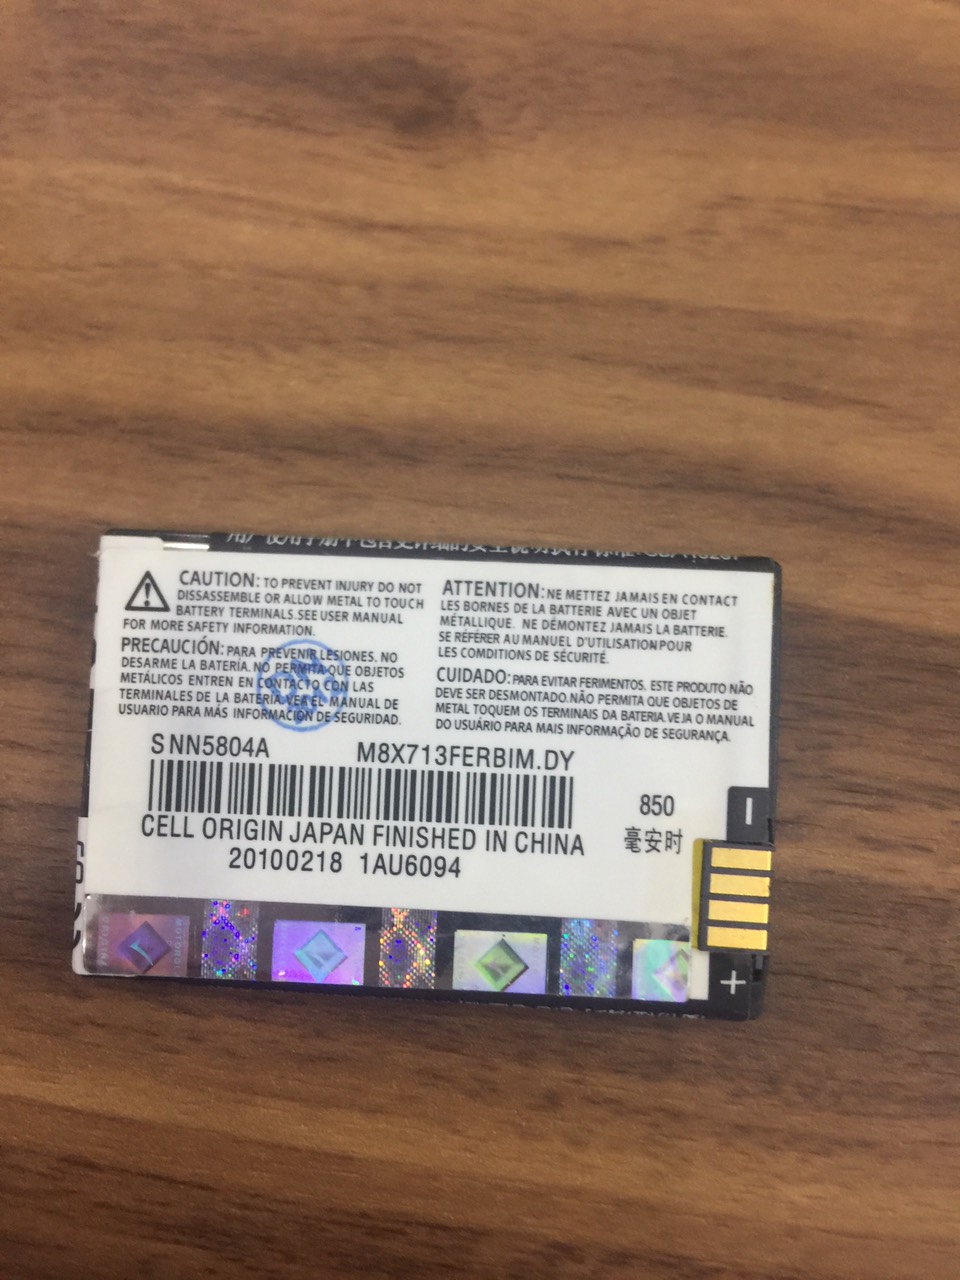 CAUTION: TO PREVENT INJURY DO NOT
DISSASSEMBLE OR ALLOW METAL TO TOUCH
BATTERY TERMINALS. SEE USER MANUAL
FOR MORE SAFETY INFORMATION.
PRECAUCIÓN: PARA PREVENIR LESIONES, NO
DESARME LA BATERÍA. NO PERMITA QUE OBJETOS
METÁLICOS ENTREN EN CONTACTO CON LAS
TERMINALES DE LA BATERÍA. VEA EL MANUAL DE
USUARIO PARA MÁS INFORMACIÓN DE SEGURIDAD.
ATTENTION: NE METTEZ JAMAIS EN CONTACT
LES BORNES DE LA BATTERIE AVEC UN OBJET
MÉTALLIQUE. NE DÉMONTEZ JAMAIS LA BATTERIE.
SE RÉFÉRER AU MANUEL D'UTILISATION POUR
LES CONDITIONS DE SÉCURITÉ.
CUIDADO: PARA EVITAR FERIMENTOS, ESTE PRODUTO NÃO
DEVE SER DESMONTADO. NÃO PERMITA QUE OBJETOS DE
METAL TOQUEM OS TERMINAIS DA BATERIA. VEJA O MANUAL
DO USUÁRIO PARA MAIS INFORMAÇÃO DE SEGURANÇA.
SNN5804A M8X713FERBIM.DY
CELL ORIGIN JAPAN FINISHED IN CHINA
20100218 1AU6094
850
毫安时
−
+